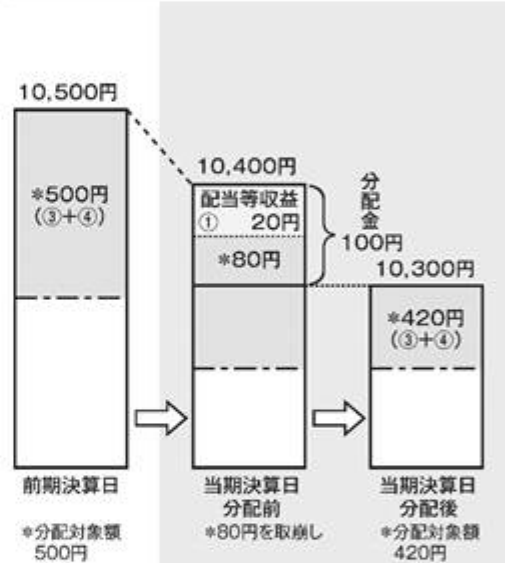 10,500円
*500円
(③+④)
10,400円
配当等収益
① 20円
*80円
分配金
100円
10,300円
*420円
(③+④)
前期決算日
*分配対象額
500円
当期決算日
分配前
*80円を取崩し
当期決算日
分配後
*分配対象額
420円